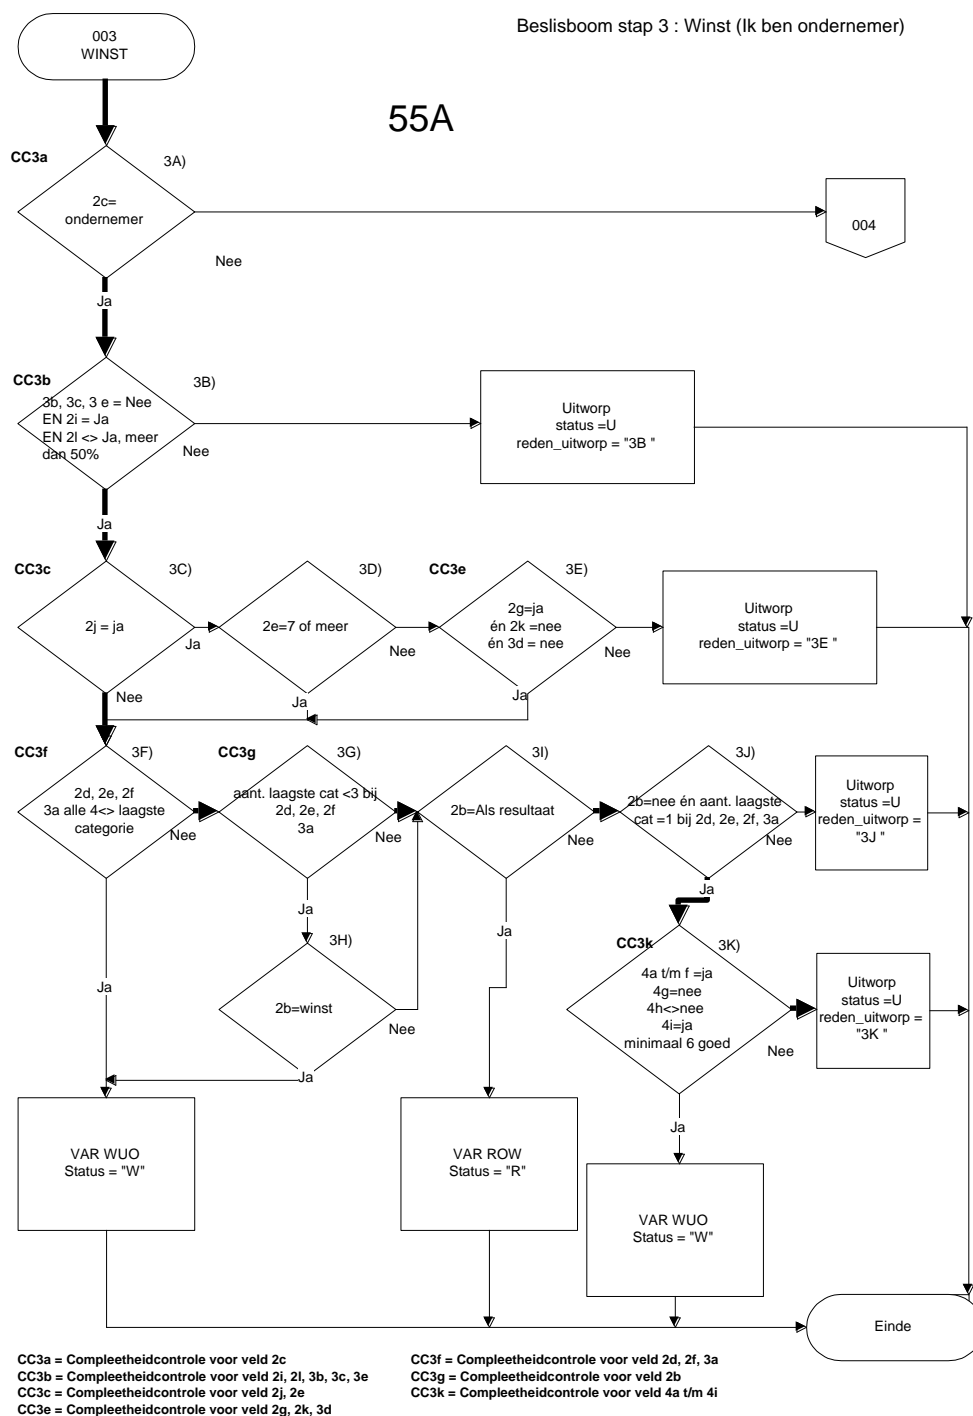 Beslisboom stap 3 : Winst (Ik ben ondernemer)
003
WINST
55A
CC3a
3A)
2c=
ondernemer
004
Nee
Ja
CC3b
3B)
3b, 3c, 3 e = Nee
EN 2i = Ja
EN 2l <> Ja, meer
dan 50%
Nee
Uitworp
status =U
reden_uitworp = "3B "
Ja
CC3c
3C)
2j = ja
Ja
Nee
3D)
2e=7 of meer
Nee
Ja
CC3e
3E)
2g=ja
én 2k =nee
én 3d = nee
Nee
Ja
Uitworp
status =U
reden_uitworp = "3E "
CC3f
3F)
2d, 2e, 2f
3a alle 4<> laagste
categorie
Nee
Ja
CC3g
3G)
aant. laagste cat <3 bij
2d, 2e, 2f
3a
Nee
Ja
3H)
2b=winst
Nee
Ja
3I)
2b=Als resultaat
Nee
Ja
3J)
2b=nee én aant. laagste
cat =1 bij 2d, 2e, 2f, 3a
Nee
Ja
Uitworp
status =U
reden_uitworp =
"3J "
CC3k
3K)
4a t/m f =ja
4g=nee
4h<>nee
4i=ja
minimaal 6 goed
Nee
Ja
Uitworp
status =U
reden_uitworp =
"3K "
VAR WUO
Status = "W"
VAR ROW
Status = "R"
VAR WUO
Status = "W"
Einde
CC3a = Compleetheidcontrole voor veld 2c
CC3b = Compleetheidcontrole voor veld 2i, 2l, 3b, 3c, 3e
CC3c = Compleetheidcontrole voor veld 2j, 2e
CC3e = Compleetheidcontrole voor veld 2g, 2k, 3d
CC3f = Compleetheidcontrole voor veld 2d, 2f, 3a
CC3g = Compleetheidcontrole voor veld 2b
CC3k = Compleetheidcontrole voor veld 4a t/m 4i